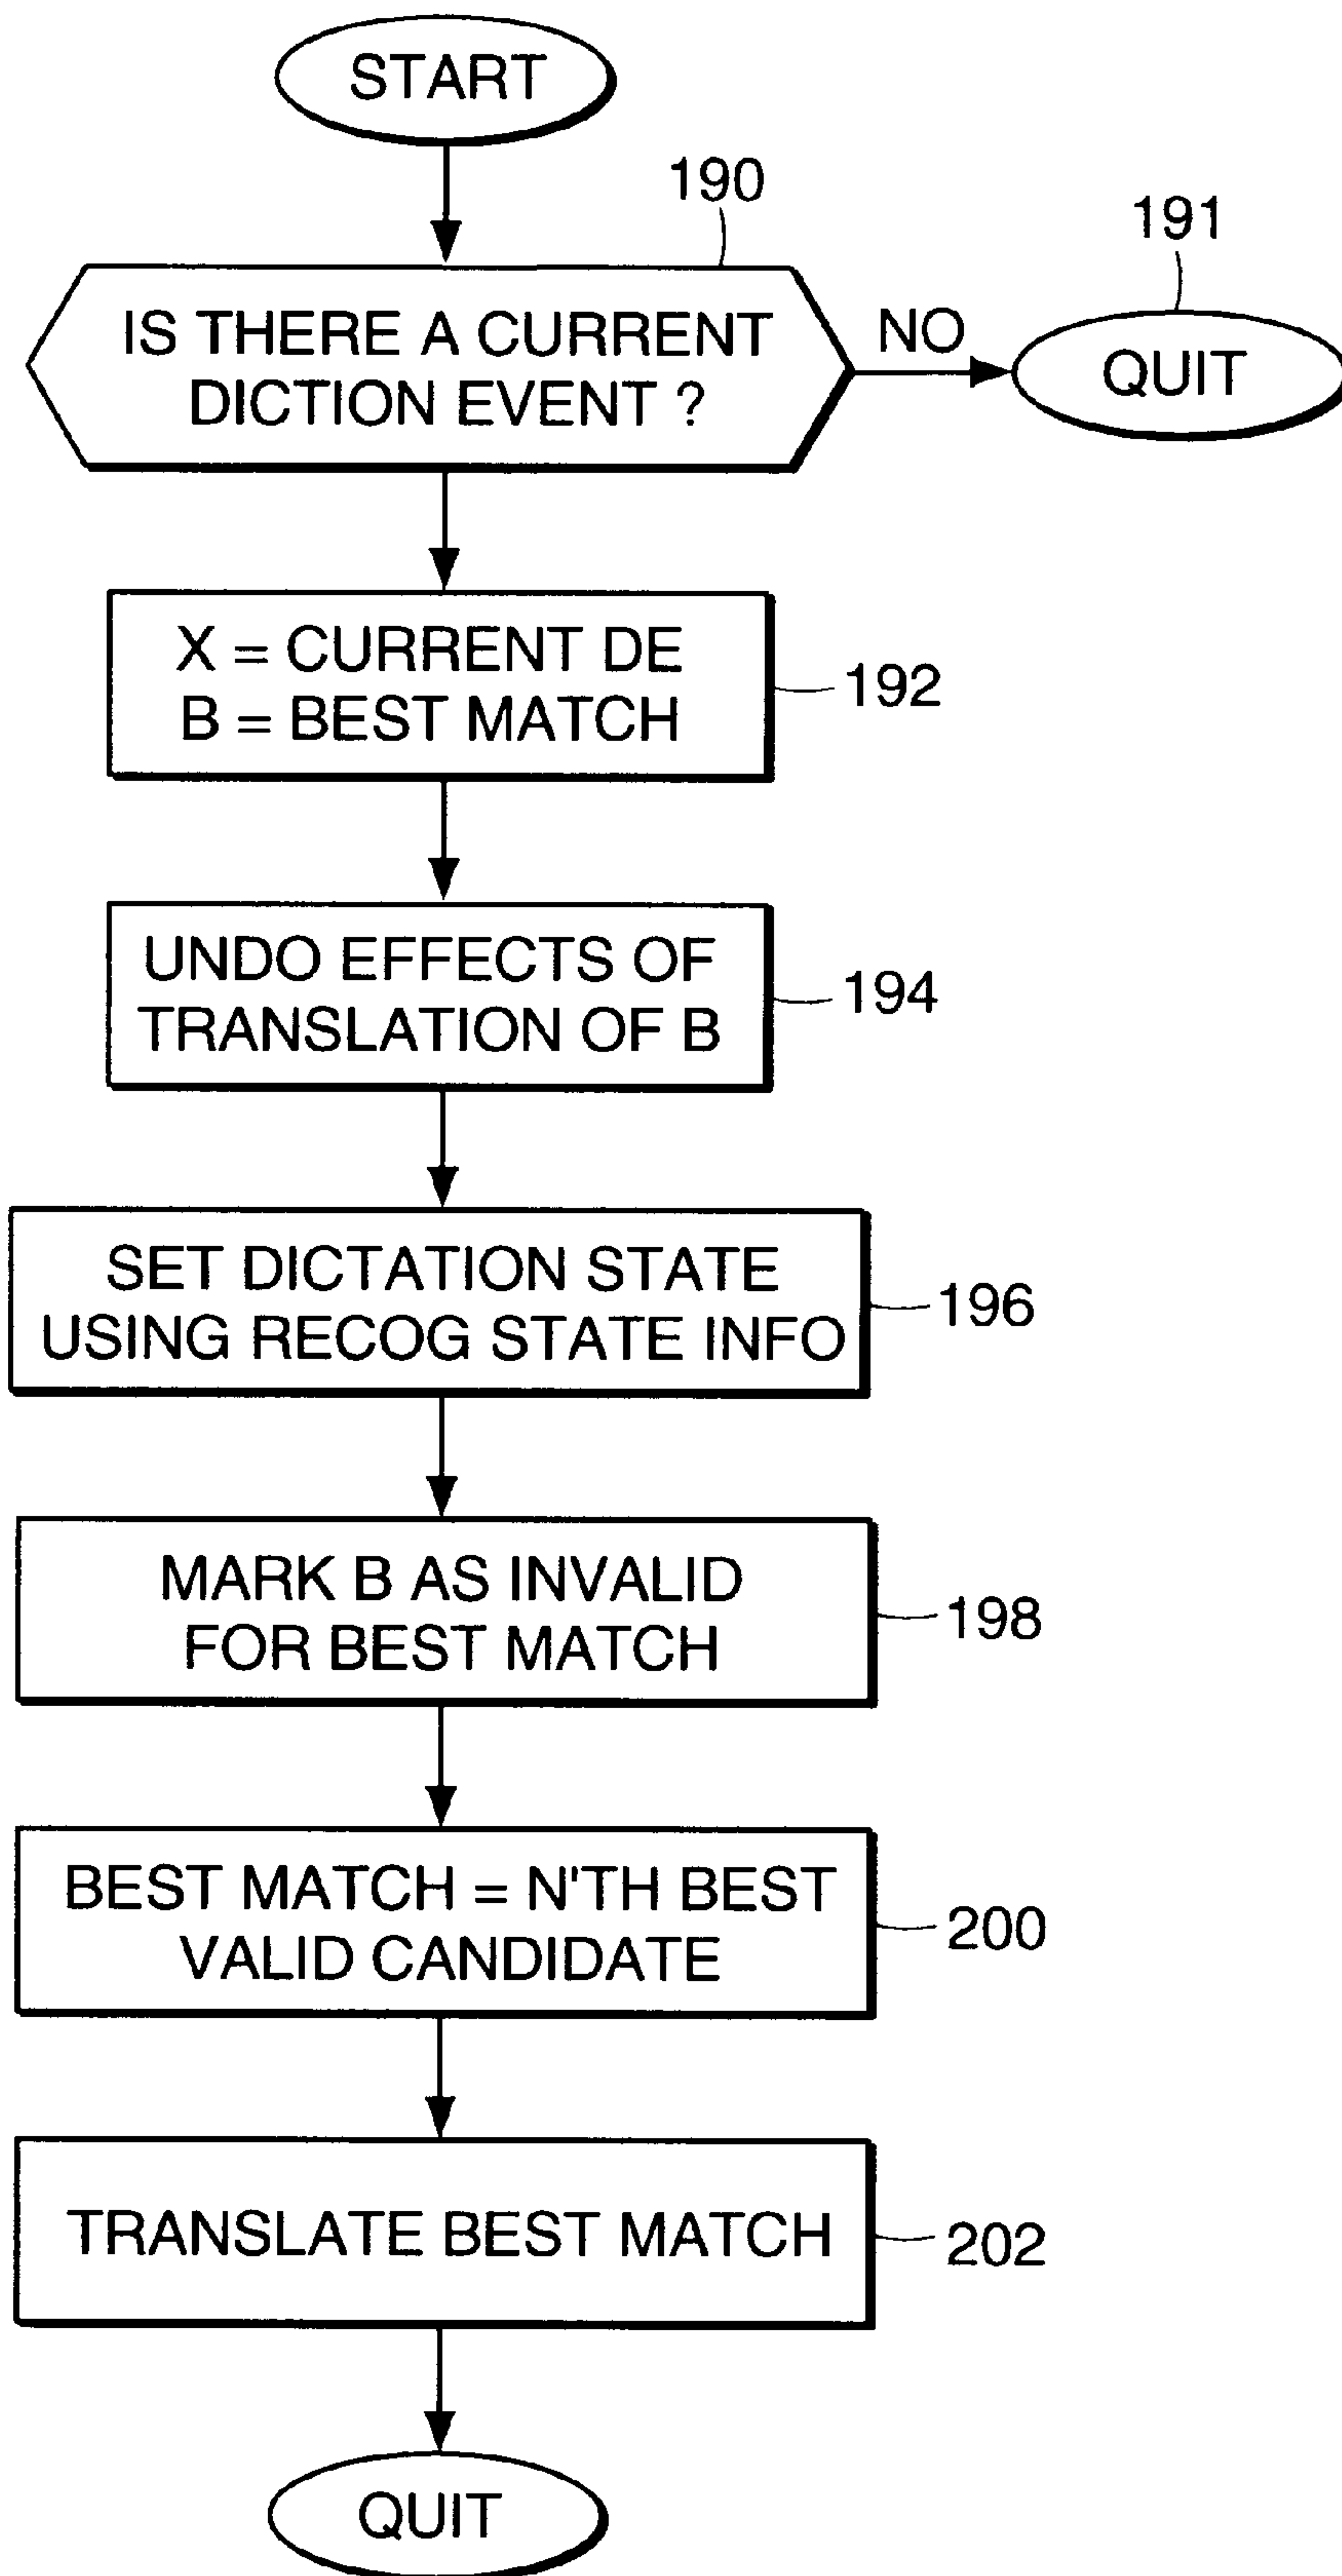 START
190
191
IS THERE A CURRENT
DICTION EVENT ?
NO
QUIT
X = CURRENT DE
B = BEST MATCH
192
UNDO EFFECTS OF
TRANSLATION OF B
194
SET DICTATION STATE
USING RECOG STATE INFO
196
MARK B AS INVALID
FOR BEST MATCH
198
BEST MATCH = N'TH BEST
VALID CANDIDATE
200
TRANSLATE BEST MATCH
202
QUIT